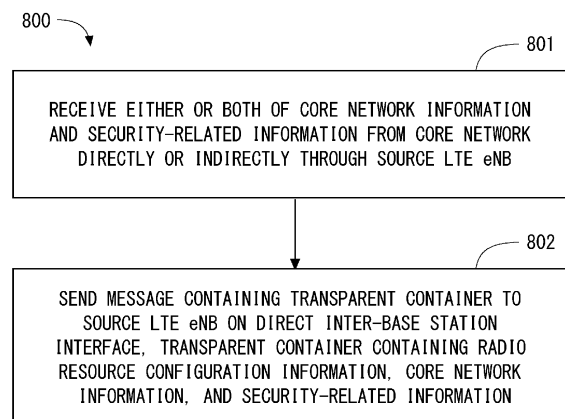 800
801
RECEIVE EITHER OR BOTH OF CORE NETWORK INFORMATION
AND SECURITY-RELATED INFORMATION FROM CORE NETWORK
DIRECTLY OR INDIRECTLY THROUGH SOURCE LTE eNB
802
SEND MESSAGE CONTAINING TRANSPARENT CONTAINER TO
SOURCE LTE eNB ON DIRECT INTER-BASE STATION
INTERFACE, TRANSPARENT CONTAINER CONTAINING RADIO
RESOURCE CONFIGURATION INFORMATION, CORE NETWORK
INFORMATION, AND SECURITY-RELATED INFORMATION